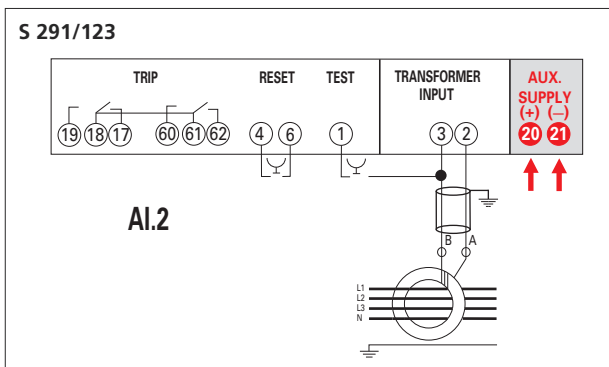 S 291/123
TRIP RESET TEST TRANSFORMER INPUT AUX. SUPPLY
(+) (–)
19 18 17 60 61 62 4 6 1 3 2 20 21
AI.2
B A
L1
L2
L3
N